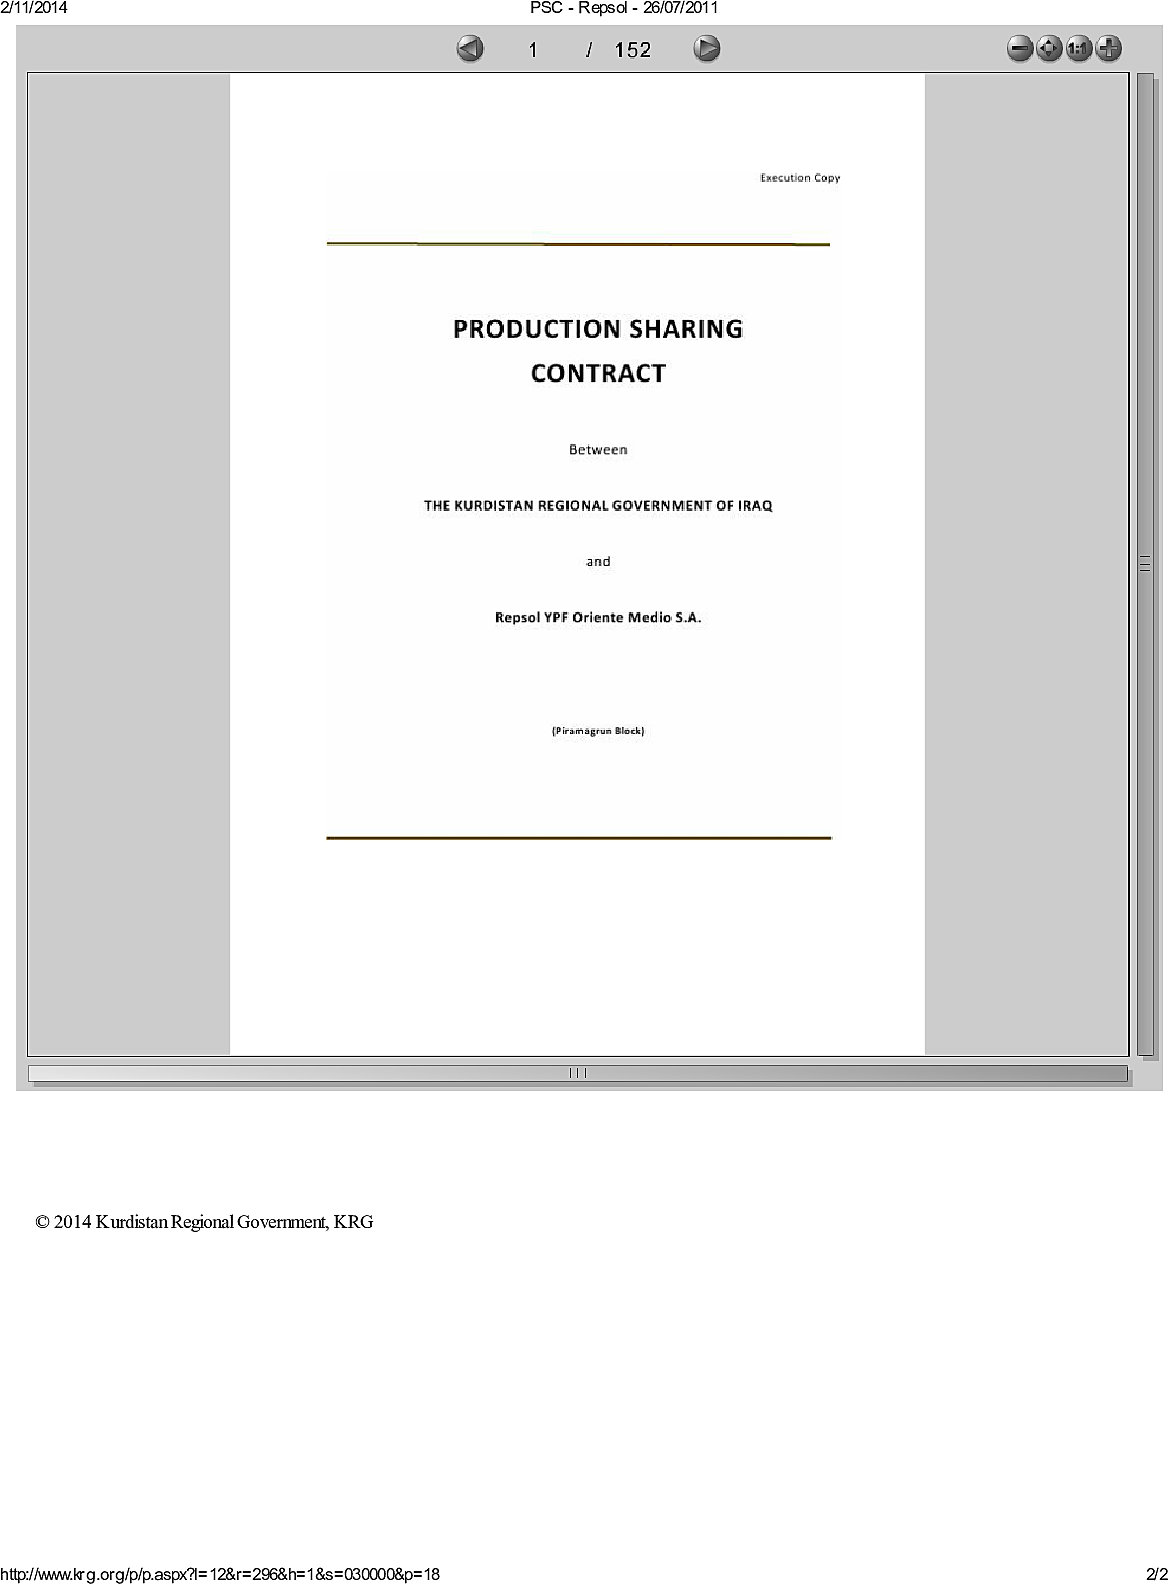 2/11/2014 PSC - Repsol - 26/07/2011
1 / 152
1:1
Execution Copy
PRODUCTION SHARING
CONTRACT
Between
THE KURDISTAN REGIONAL GOVERNMENT OF IRAQ
and
Repsol YPF Oriente Medio S.A.
(Piramagrun Block)
© 2014 Kurdistan Regional Government, KRG
http://www.krg.org/p/p.aspx?l=12&r=296&h=1&s=030000&p=18 2/2